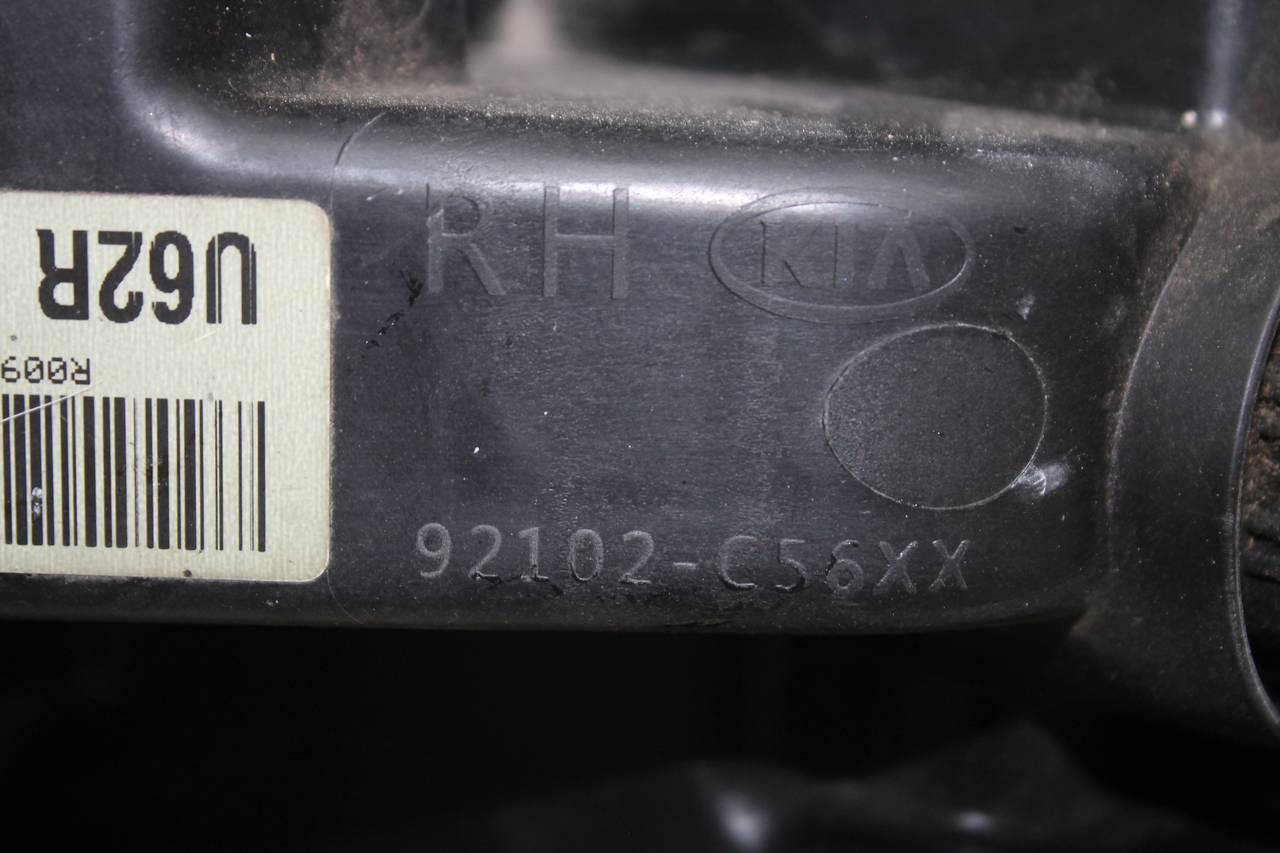 RH KIA
U62R
R009
92102-C56XX